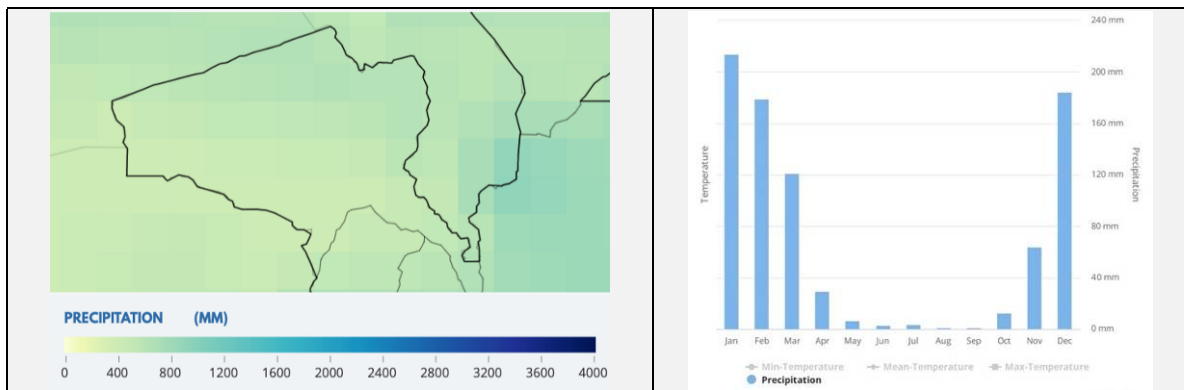 PRECIPITATION (MM)
0 400 800 1200 1600 2000 2400 2800 3200 3600 4000
240 mm
200 mm
160 mm
120 mm
80 mm
40 mm
0 mm
Temperature
Precipitation
Jan Feb Mar Apr May Jun Jul Aug Sep Oct Nov Dec
Min-Temperature Mean-Temperature Max-Temperature
Precipitation